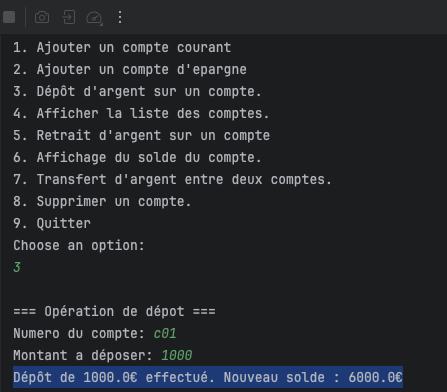 1. Ajouter un compte courant
2. Ajouter un compte d'epargne
3. Dépôt d'argent sur un compte.
4. Afficher la liste des comptes.
5. Retrait d'argent sur un compte
6. Affichage du solde du compte.
7. Transfert d'argent entre deux comptes.
8. Supprimer un compte.
9. Quitter
Choose an option:
3
=== Opération de dépot ===
Numero du compte: c01
Montant a déposer: 1000
Dépôt de 1000.0€ effectué. Nouveau solde : 6000.0€